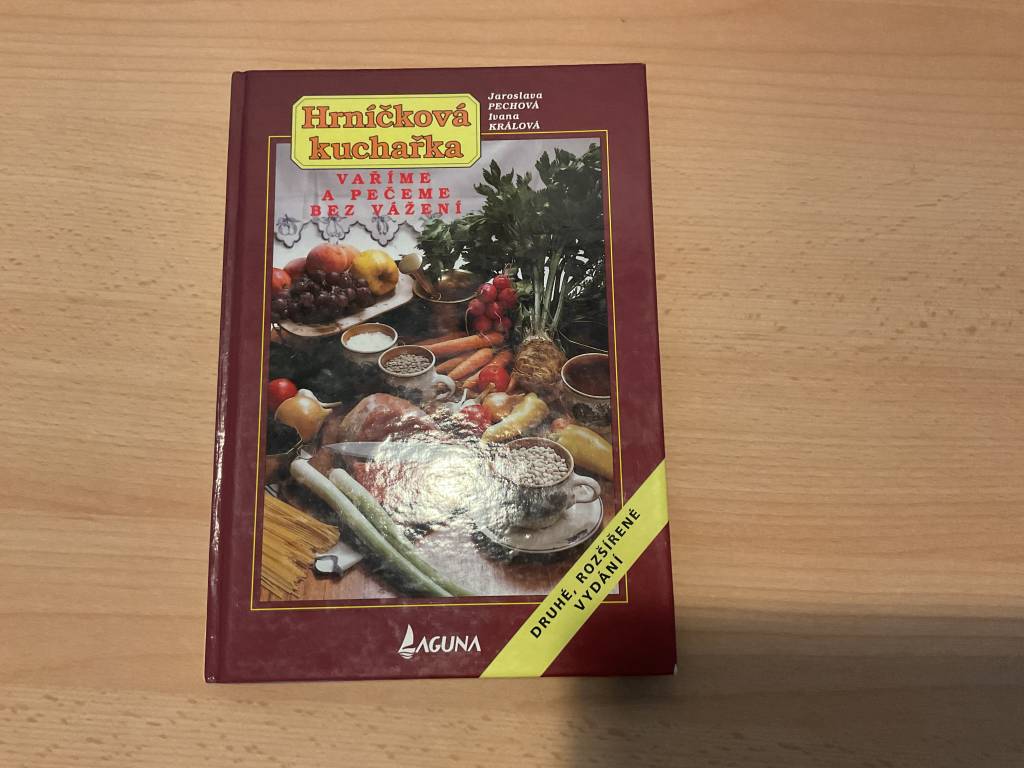 Hrníčková
kuchařka
Jaroslava
PECHOVÁ
Ivana
KRÁLOVÁ
VAŘÍME
A PEČEME
BEZ VÁŽENÍ
DRUHÉ, ROZŠÍŘENÉ
VYDÁNÍ
LAGUNA